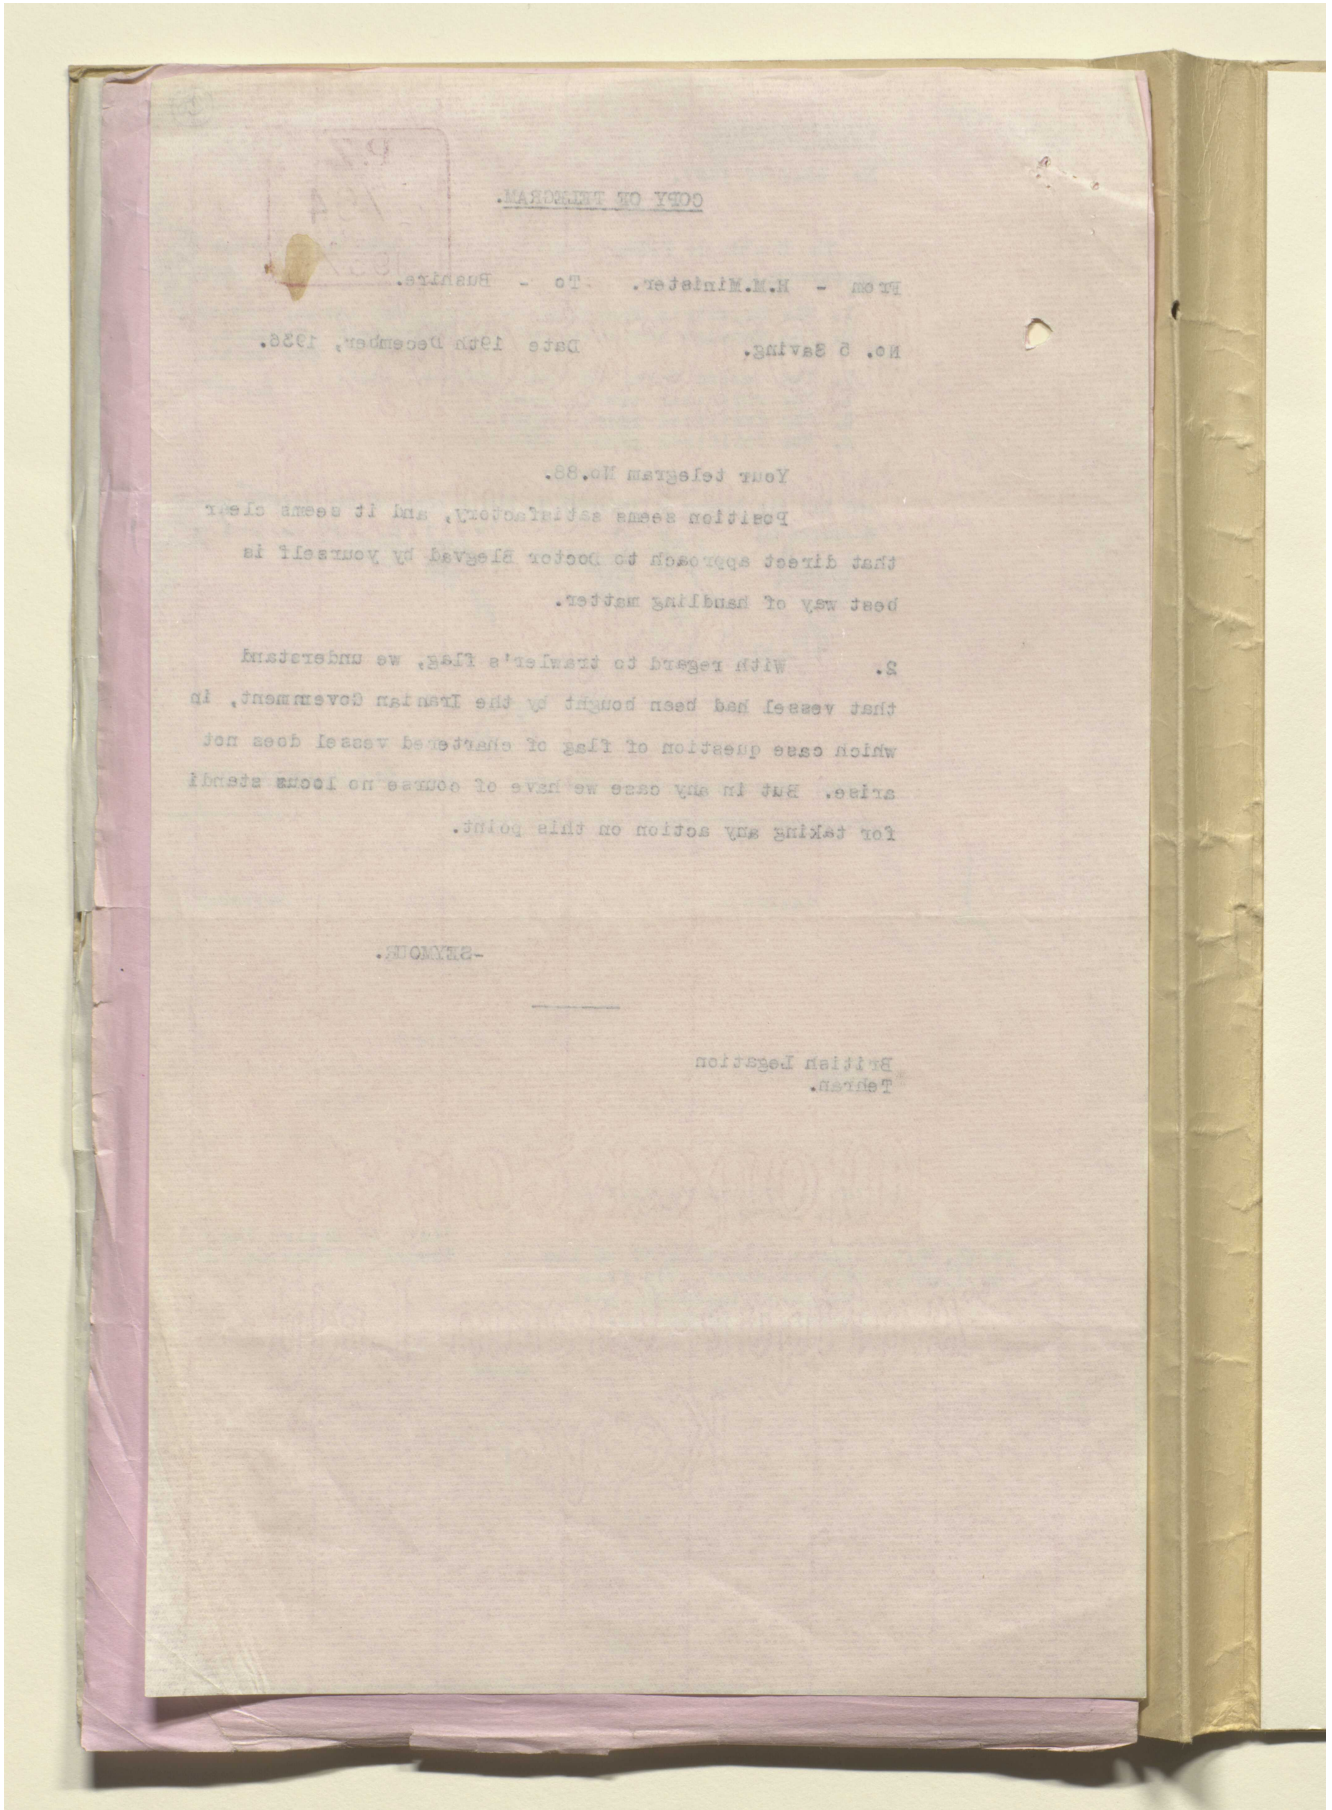 P.Z.
COPY OF TELEGRAM.
From - H.M.Minister. To - Bushire.
No. 5 Saving. Date 19th December, 1936.
Your telegram No.88.
Position seems satisfactory, and it seems clear
that direct approach to Doctor Blegvad by yourself is
best way of handling matter.
2. With regard to trawler's flag, we understand
that vessel had been bought by the Iranian Government, in
which case question of flag of chartered vessel does not
arise. But in any case we have of course no locus standi
for taking any action on this point.
-SEYMOUR.
British Legation
Tehran.